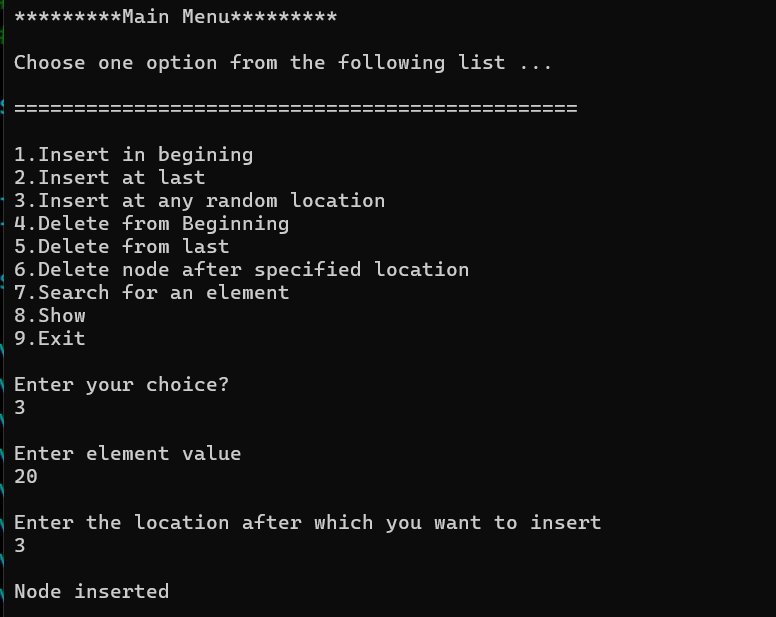 *********Main Menu*********
Choose one option from the following list ...
===============================================
1.Insert in begining
2.Insert at last
3.Insert at any random location
4.Delete from Beginning
5.Delete from last
6.Delete node after specified location
7.Search for an element
8.Show
9.Exit
Enter your choice?
3
Enter element value
20
Enter the location after which you want to insert
3
Node inserted